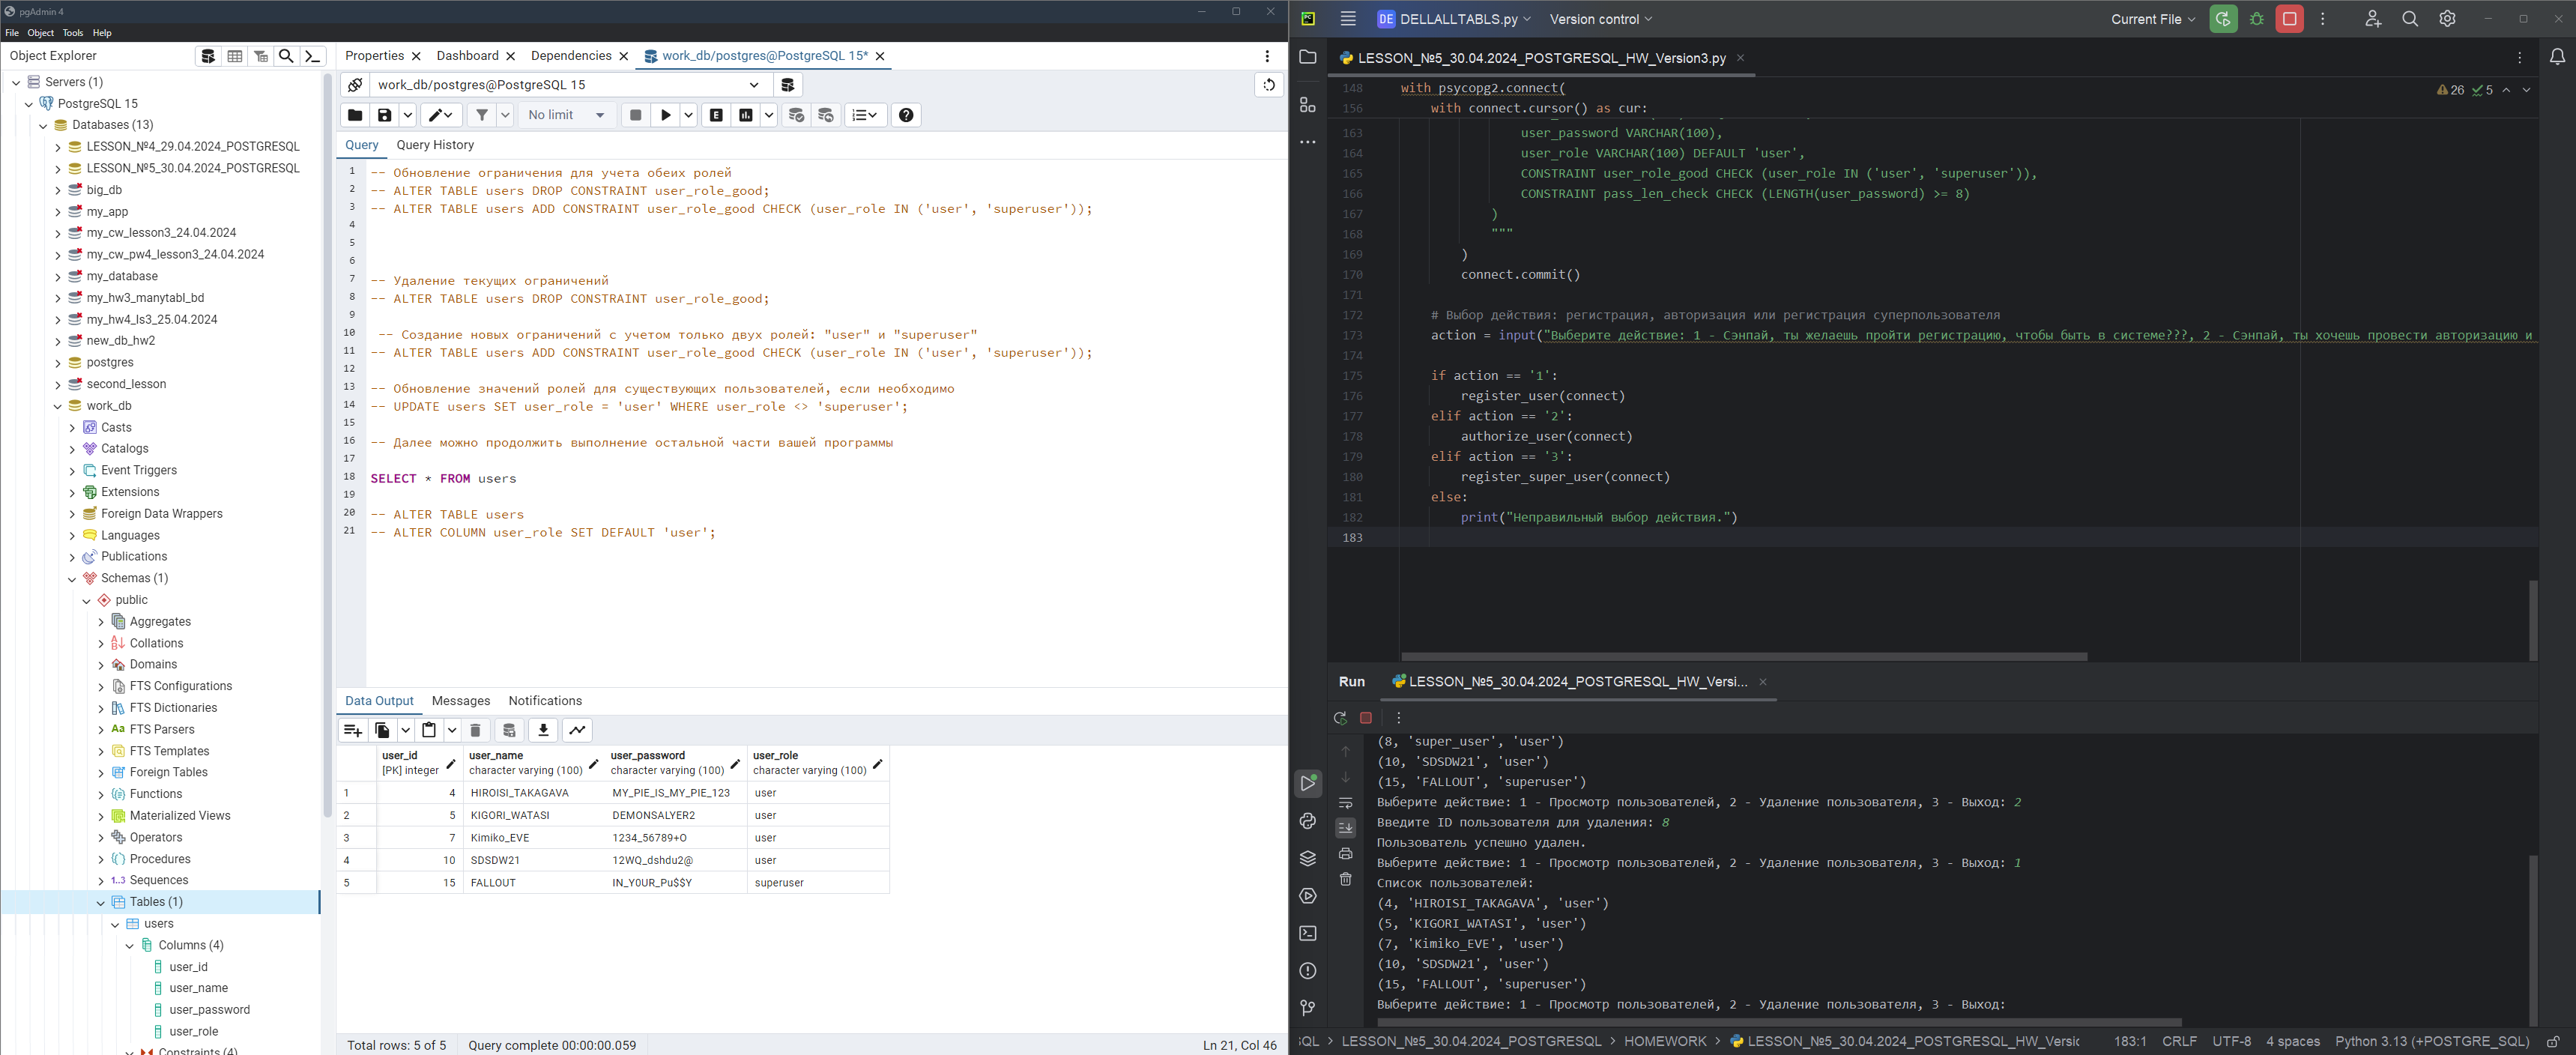 pgAdmin 4
File Object Tools Help
Object Explorer
Servers (1)
PostgreSQL 15
Databases (13)
LESSON_№4_29.04.2024_POSTGRESQL
LESSON_№5_30.04.2024_POSTGRESQL
big_db
my_app
my_cw_lesson3_24.04.2024
my_cw_pw4_lesson3_24.04.2024
my_database
my_hw3_manytabl_bd
my_hw4_ls3_25.04.2024
new_db_hw2
postgres
second_lesson
work_db
Casts
Catalogs
Event Triggers
Extensions
Foreign Data Wrappers
Languages
Publications
Schemas (1)
public
Aggregates
Collations
Domains
FTS Configurations
FTS Dictionaries
Aa FTS Parsers
FTS Templates
Foreign Tables
Functions
Materialized Views
Operators
Procedures
1..3 Sequences
Tables (1)
users
Columns (4)
user_id
user_name
user_password
user_role
Constraints (4)
Properties Dashboard Dependencies work_db/postgres@PostgreSQL 15*
work_db/postgres@PostgreSQL 15
No limit
Query Query History
1 -- Обновление ограничения для учета обеих ролей
2 -- ALTER TABLE users DROP CONSTRAINT user_role_good;
3 -- ALTER TABLE users ADD CONSTRAINT user_role_good CHECK (user_role IN ('user', 'superuser'));
4
5
6
7 -- Удаление текущих ограничений
8 -- ALTER TABLE users DROP CONSTRAINT user_role_good;
9
10 -- Создание новых ограничений с учетом только двух ролей: "user" и "superuser"
11 -- ALTER TABLE users ADD CONSTRAINT user_role_good CHECK (user_role IN ('user', 'superuser'));
12
13 -- Обновление значений ролей для существующих пользователей, если необходимо
14 -- UPDATE users SET user_role = 'user' WHERE user_role <> 'superuser';
15
16 -- Далее можно продолжить выполнение остальной части вашей программы
17
18 SELECT * FROM users
19
20 -- ALTER TABLE users
21 -- ALTER COLUMN user_role SET DEFAULT 'user';
Data Output Messages Notifications
user_id user_name user_password user_role
[PK] integer character varying (100) character varying (100) character varying (100)
1 4 HIROISI_TAKAGAVA MY_PIE_IS_MY_PIE_123 user
2 5 KIGORI_WATASI DEMONSALYER2 user
3 7 Kimiko_EVE 1234_56789+O user
4 10 SDSDW21 12WQ_dshdu2@ user
5 15 FALLOUT IN_Y0UR_Pu$$Y superuser
Total rows: 5 of 5 Query complete 00:00:00.059 Ln 21, Col 46
DE DELLALLTABLS.py Version control Current File
LESSON_№5_30.04.2024_POSTGRESQL_HW_Version3.py
26 5
148 with psycopg2.connect(
156 with connect.cursor() as cur:
163 user_password VARCHAR(100),
164 user_role VARCHAR(100) DEFAULT 'user',
165 CONSTRAINT user_role_good CHECK (user_role IN ('user', 'superuser')),
166 CONSTRAINT pass_len_check CHECK (LENGTH(user_password) >= 8)
167 )
168 """
169 )
170 connect.commit()
171
172 # Выбор действия: регистрация, авторизация или регистрация суперпользователя
173 action = input("Выберите действие: 1 - Сэнпай, ты желаешь пройти регистрацию, чтобы быть в системе???, 2 - Сэнпай, ты хочешь провести авторизацию и
174
175 if action == '1':
176 register_user(connect)
177 elif action == '2':
178 authorize_user(connect)
179 elif action == '3':
180 register_super_user(connect)
181 else:
182 print("Неправильный выбор действия.")
183
Run LESSON_№5_30.04.2024_POSTGRESQL_HW_Versi...
(8, 'super_user', 'user')
(10, 'SDSDW21', 'user')
(15, 'FALLOUT', 'superuser')
Выберите действие: 1 - Просмотр пользователей, 2 - Удаление пользователя, 3 - Выход: 2
Введите ID пользователя для удаления: 8
Пользователь успешно удален.
Выберите действие: 1 - Просмотр пользователей, 2 - Удаление пользователя, 3 - Выход: 1
Список пользователей:
(4, 'HIROISI_TAKAGAVA', 'user')
(5, 'KIGORI_WATASI', 'user')
(7, 'Kimiko_EVE', 'user')
(10, 'SDSDW21', 'user')
(15, 'FALLOUT', 'superuser')
Выберите действие: 1 - Просмотр пользователей, 2 - Удаление пользователя, 3 - Выход:
SQL > LESSON_№5_30.04.2024_POSTGRESQL > HOMEWORK > LESSON_№5_30.04.2024_POSTGRESQL_HW_Versic 183:1 CRLF UTF-8 4 spaces Python 3.13 (+POSTGRE_SQL)